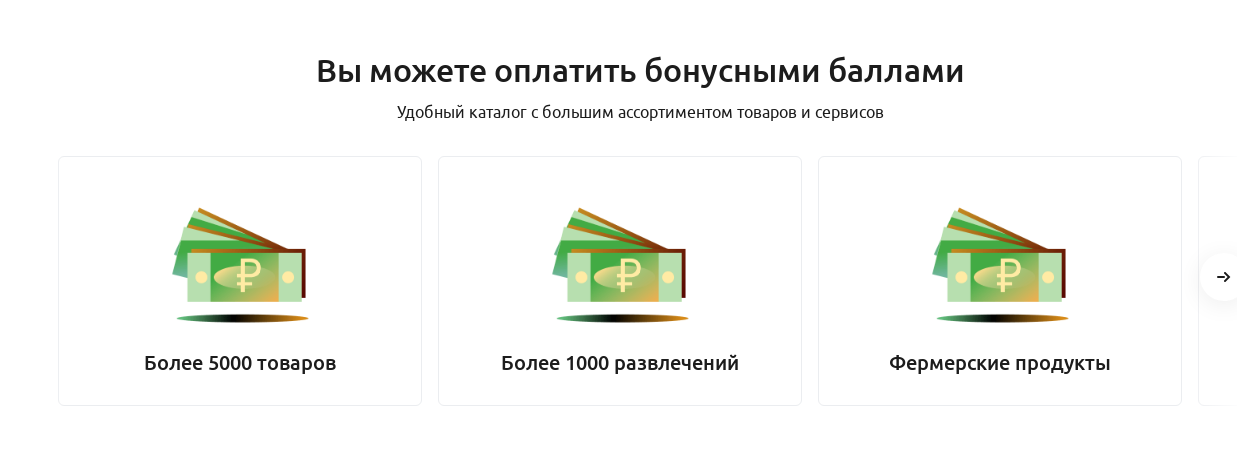 Вы можете оплатить бонусными баллами
Удобный каталог с большим ассортиментом товаров и сервисов
Более 5000 товаров
Более 1000 развлечений
Фермерские продукты